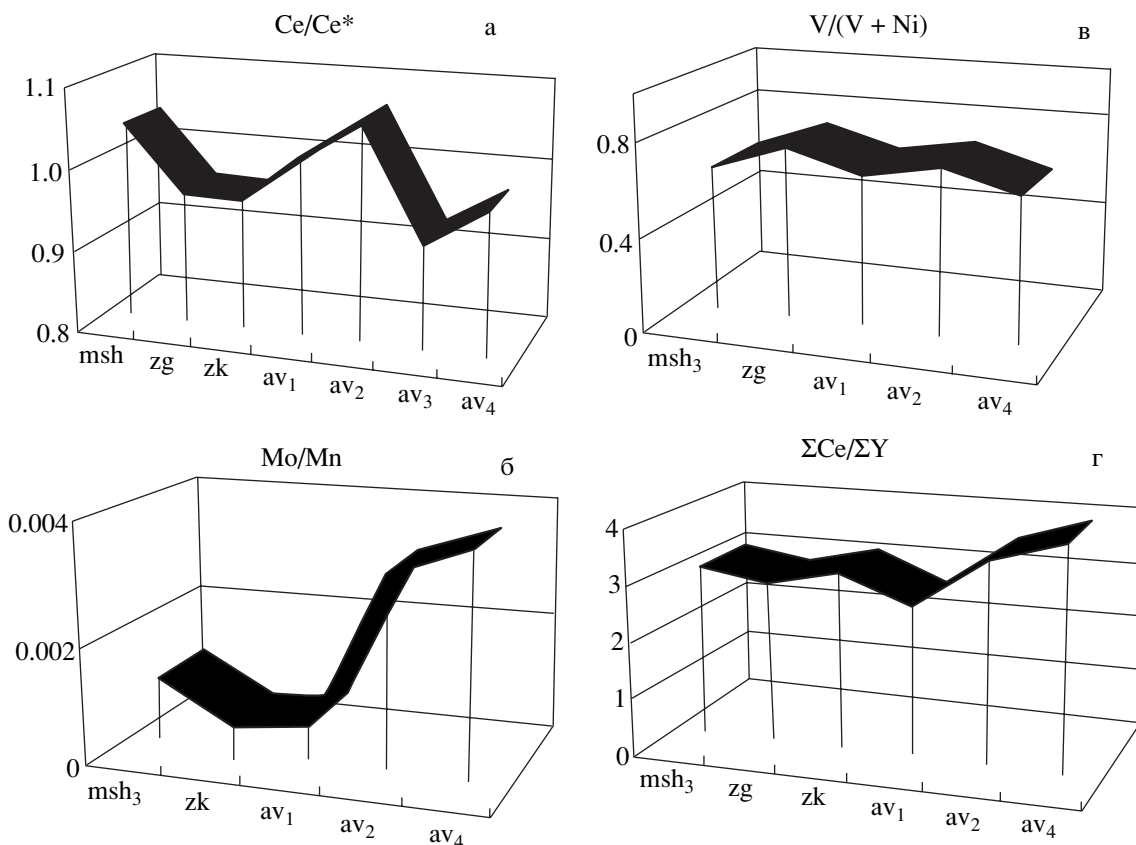 Ce/Ce*
а
1.1
1.0
0.9
0.8
msh
zg
zk
av₁
av₂
av₃
av₄
V/(V + Ni)
в
0.8
0.4
0
msh₃
zg
av₁
av₂
av₄
Mo/Mn
б
0.004
0.002
0
msh₃
zk
av₁
av₂
av₄
ΣCe/ΣY
г
4
3
2
1
0
msh₃
zg
zk
av₁
av₂
av₄